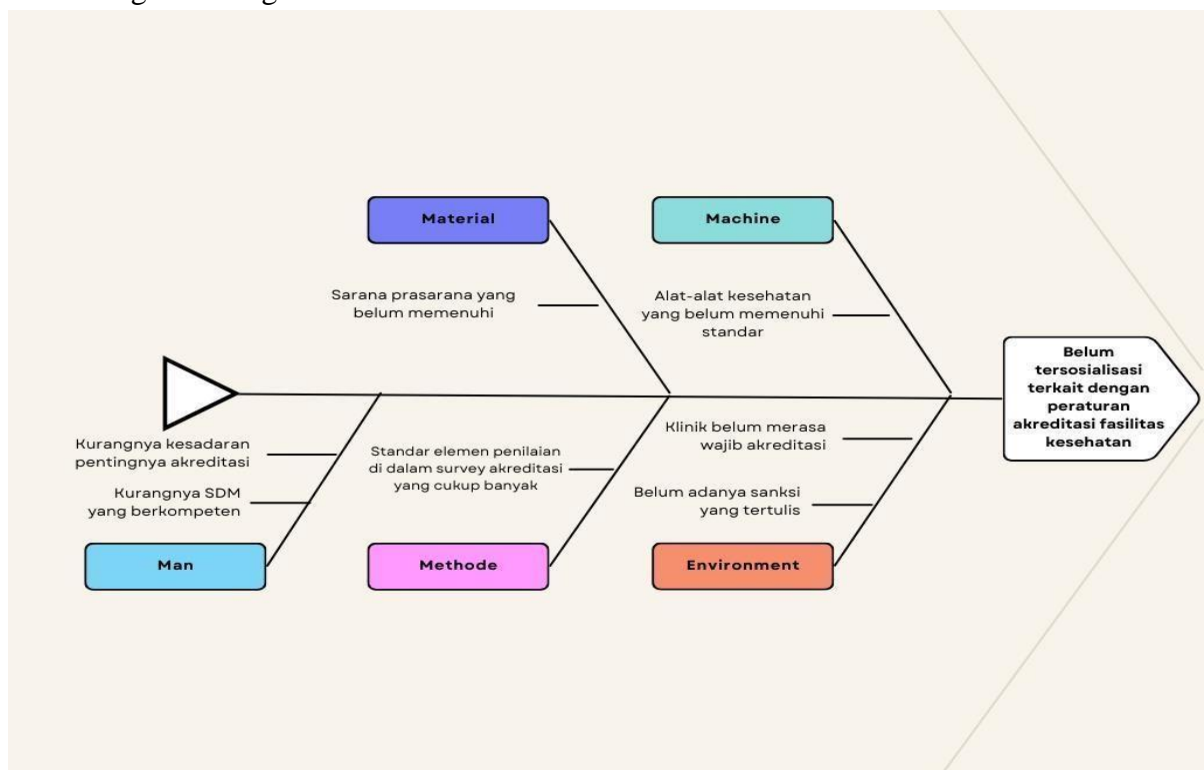 Material
Machine
Sarana prasarana yang
belum memenuhi
Alat-alat kesehatan
yang belum memenuhi
standar
Belum
tersosialisasi
terkait dengan
peraturan
akreditasi fasilitas
kesehatan
Kurangnya kesadaran
pentingnya akreditasi
Kurangnya SDM
yang berkompeten
Standar elemen penilaian
di dalam survey akreditasi
yang cukup banyak
Klinik belum merasa
wajib akreditasi
Belum adanya sanksi
yang tertulis
Man
Methode
Environment